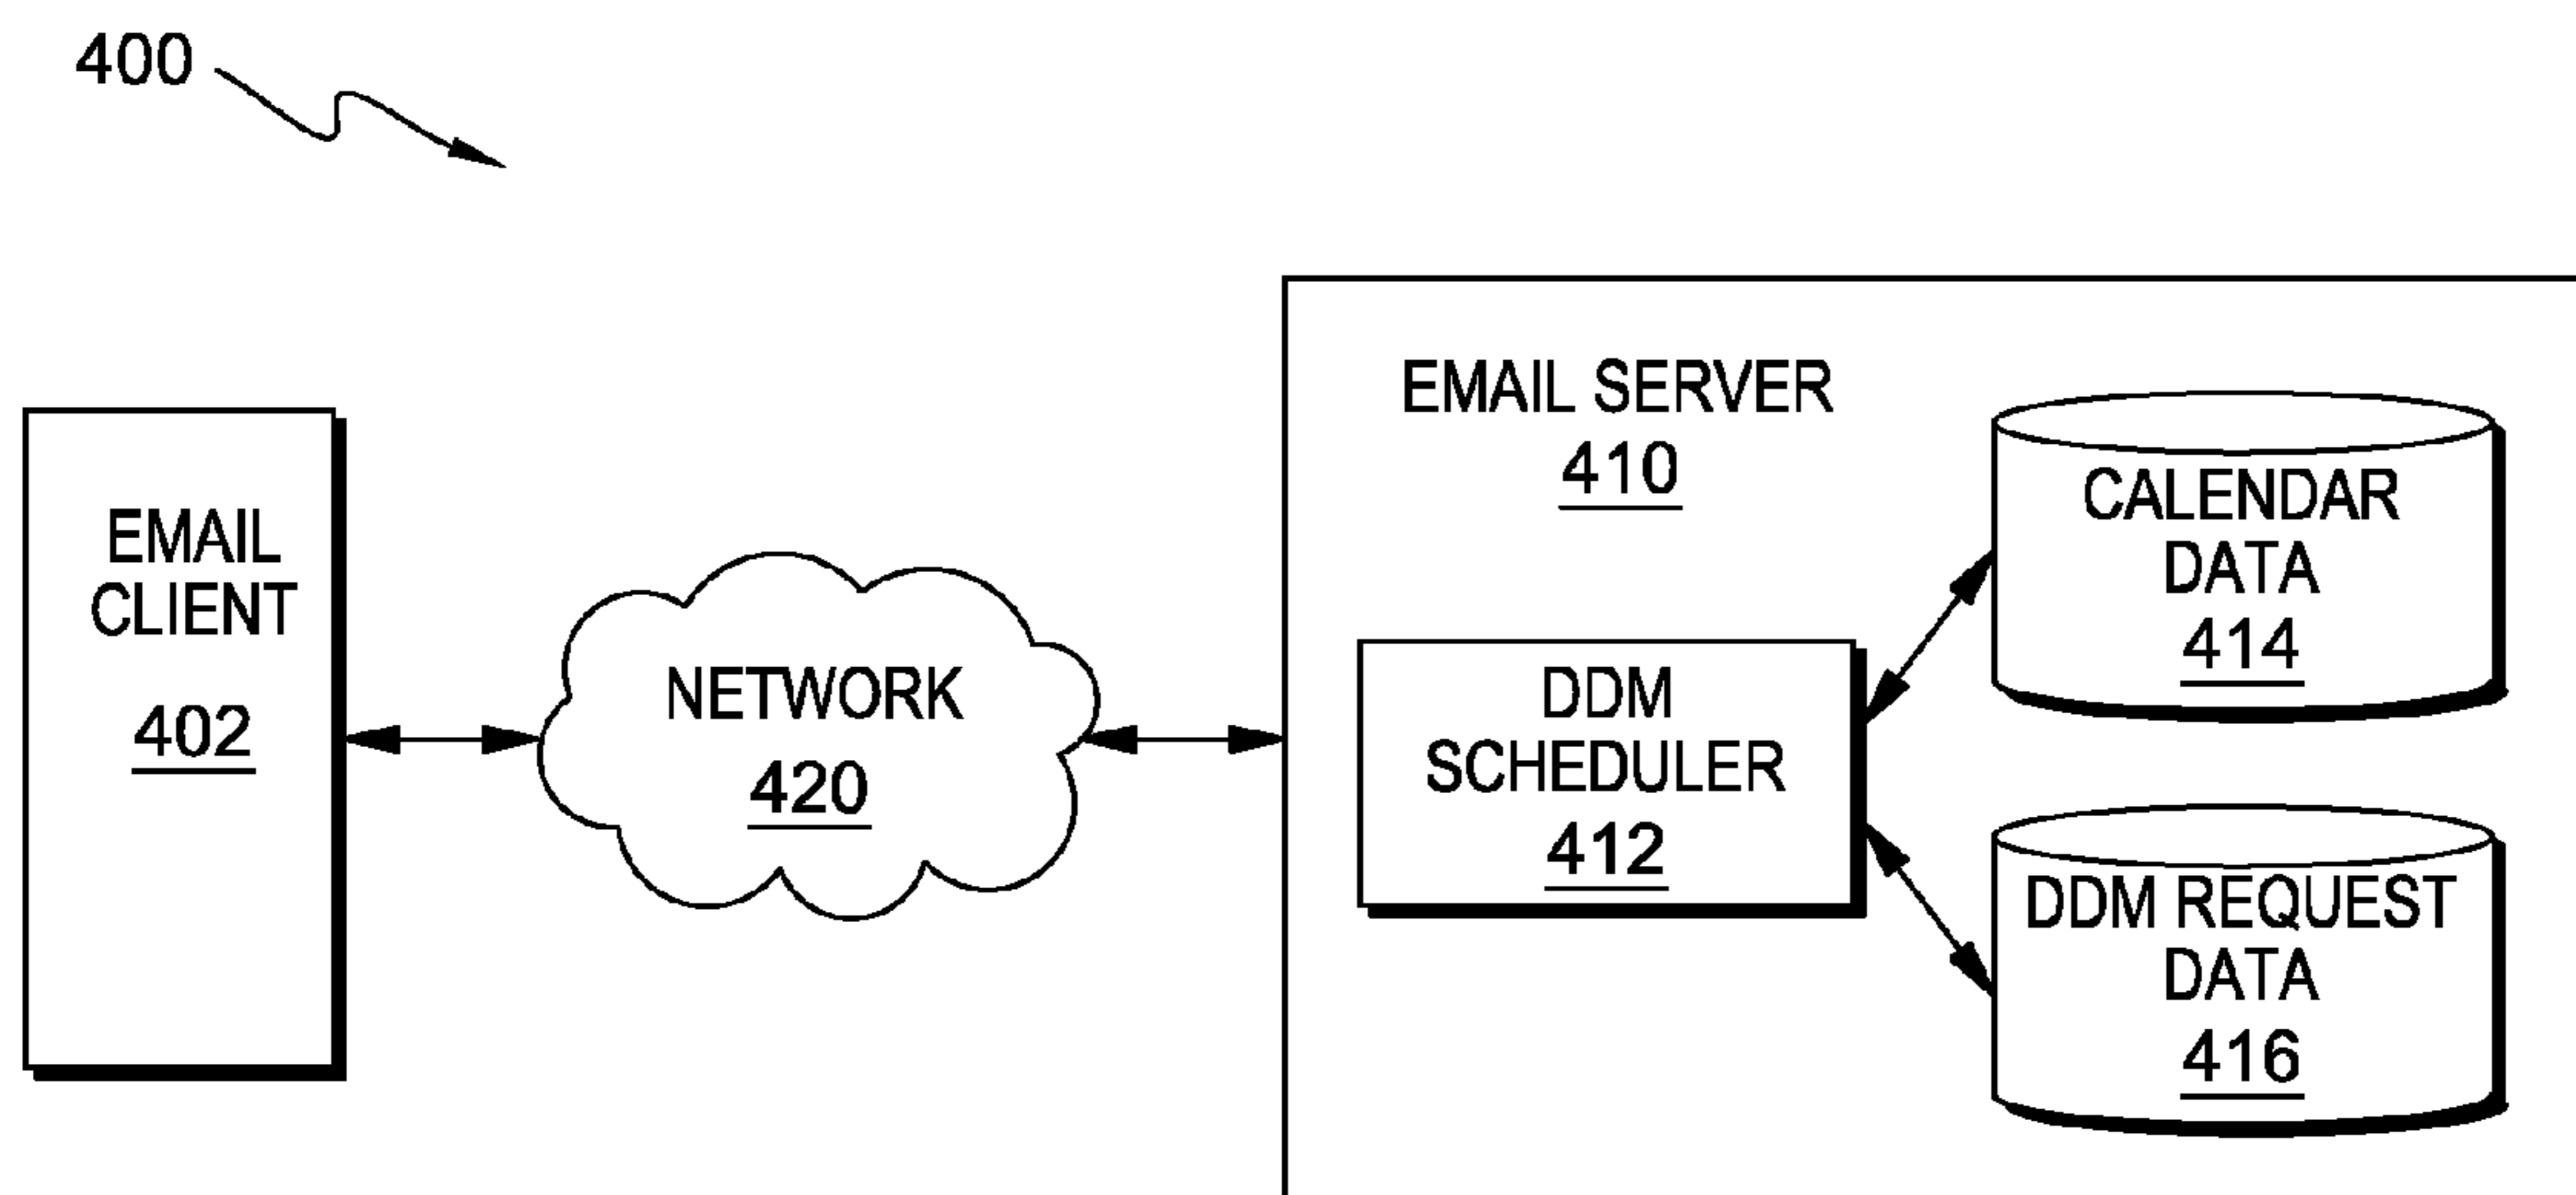 400
EMAIL
CLIENT
402
NETWORK
420
EMAIL SERVER
410
DDM
SCHEDULER
412
CALENDAR
DATA
414
DDM REQUEST
DATA
416